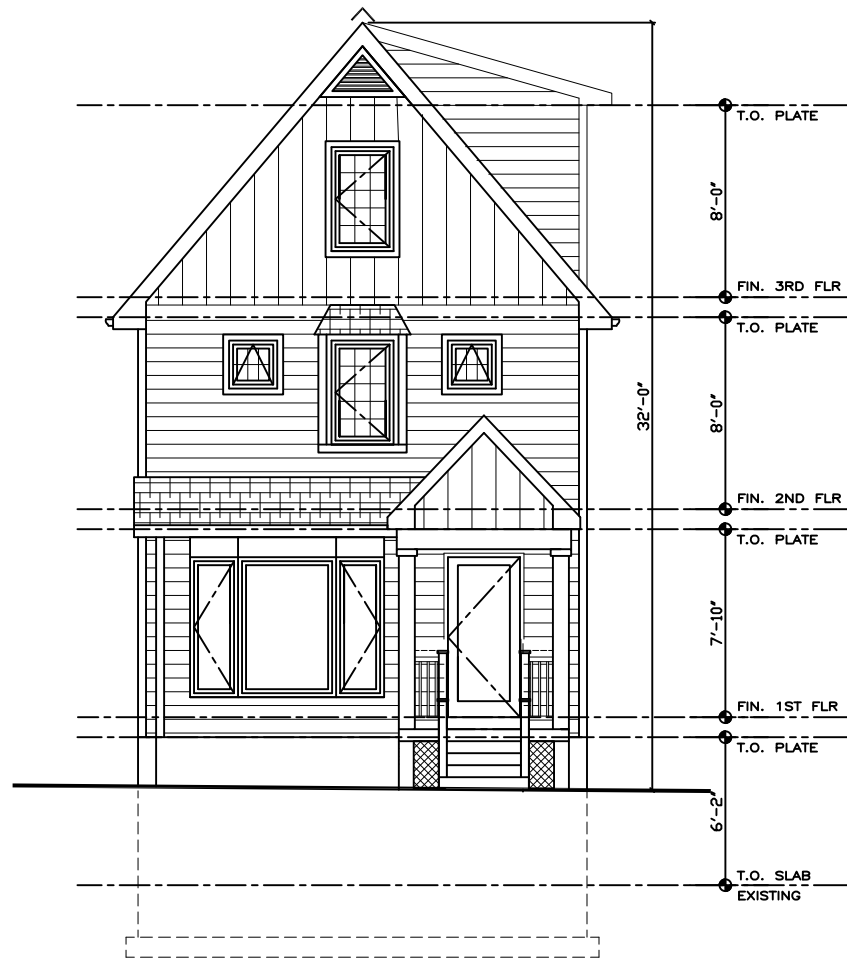 T.O. PLATE
8'-0"
FIN. 3RD FLR
T.O. PLATE
32'-0"
8'-0"
FIN. 2ND FLR
T.O. PLATE
7'-10"
FIN. 1ST FLR
T.O. PLATE
6'-2"
T.O. SLAB
EXISTING